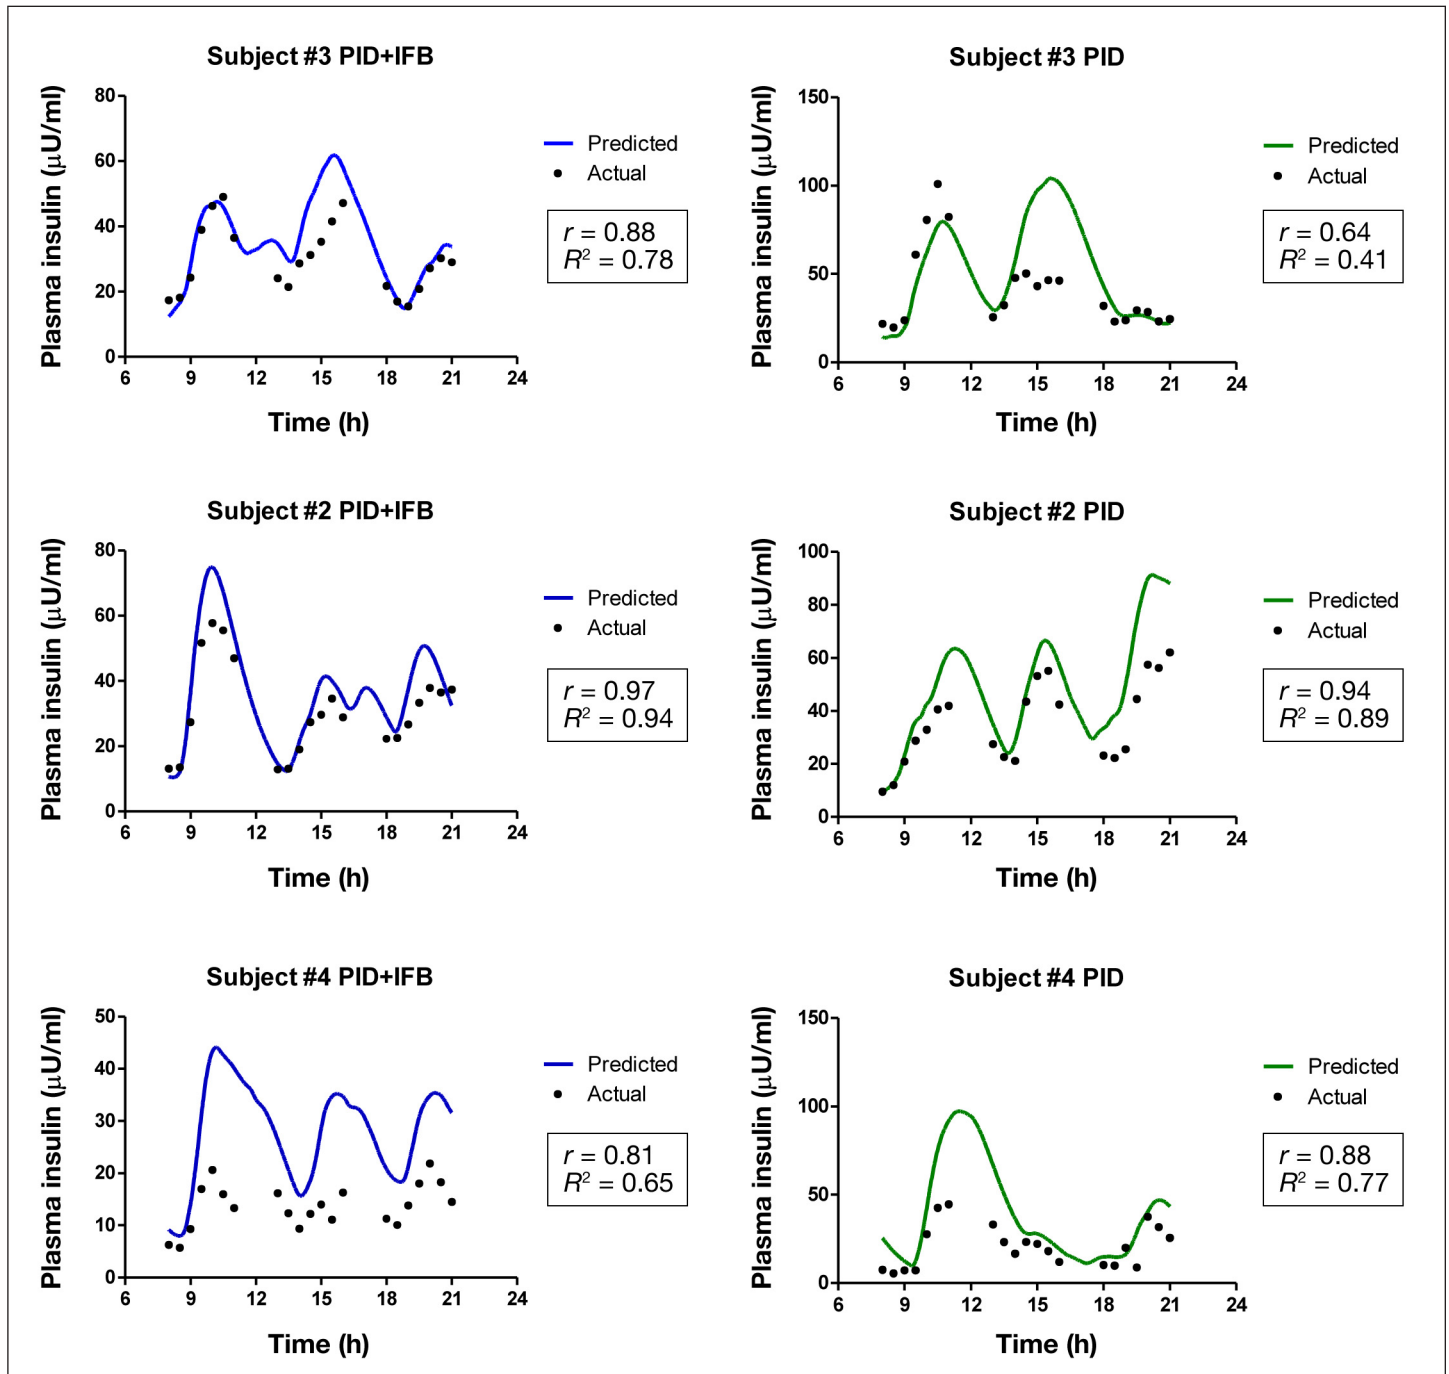 Subject #3 PID+IFB
Plasma insulin (μU/ml)
80
60
40
20
0
6 9 12 15 18 21 24
Time (h)
Predicted
Actual
r = 0.88
R² = 0.78
Subject #3 PID
Plasma insulin (μU/ml)
150
100
50
0
6 9 12 15 18 21 24
Time (h)
Predicted
Actual
r = 0.64
R² = 0.41
Subject #2 PID+IFB
Plasma insulin (μU/ml)
80
60
40
20
0
6 9 12 15 18 21 24
Time (h)
Predicted
Actual
r = 0.97
R² = 0.94
Subject #2 PID
Plasma insulin (μU/ml)
100
80
60
40
20
0
6 9 12 15 18 21 24
Time (h)
Predicted
Actual
r = 0.94
R² = 0.89
Subject #4 PID+IFB
Plasma insulin (μU/ml)
50
40
30
20
10
0
6 9 12 15 18 21 24
Time (h)
Predicted
Actual
r = 0.81
R² = 0.65
Subject #4 PID
Plasma insulin (μU/ml)
150
100
50
0
6 9 12 15 18 21 24
Time (h)
Predicted
Actual
r = 0.88
R² = 0.77